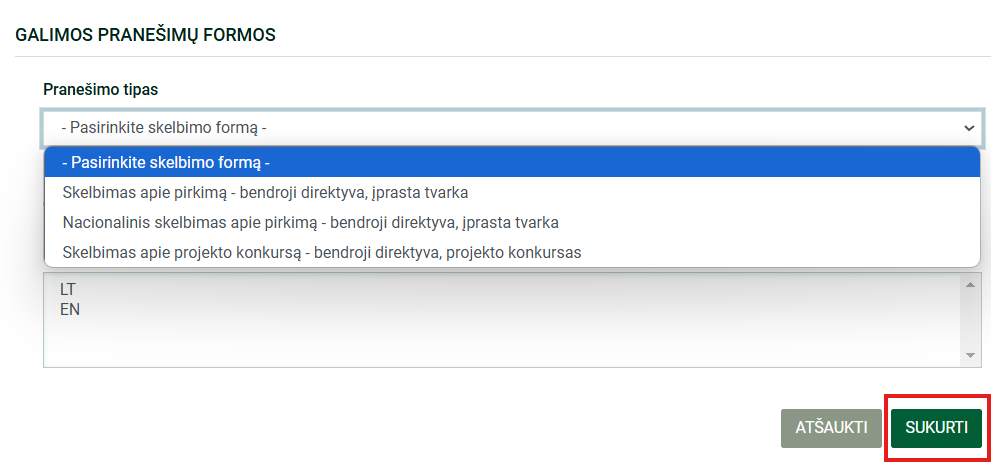 GALIMOS PRANEŠIMŲ FORMOS
Pranešimo tipas
- Pasirinkite skelbimo formą -
- Pasirinkite skelbimo formą -
Skelbimas apie pirkimą - bendroji direktyva, įprasta tvarka
Nacionalinis skelbimas apie pirkimą - bendroji direktyva, įprasta tvarka
Skelbimas apie projekto konkursą - bendroji direktyva, projekto konkursas
LT
EN
ATŠAUKTI SUKURTI